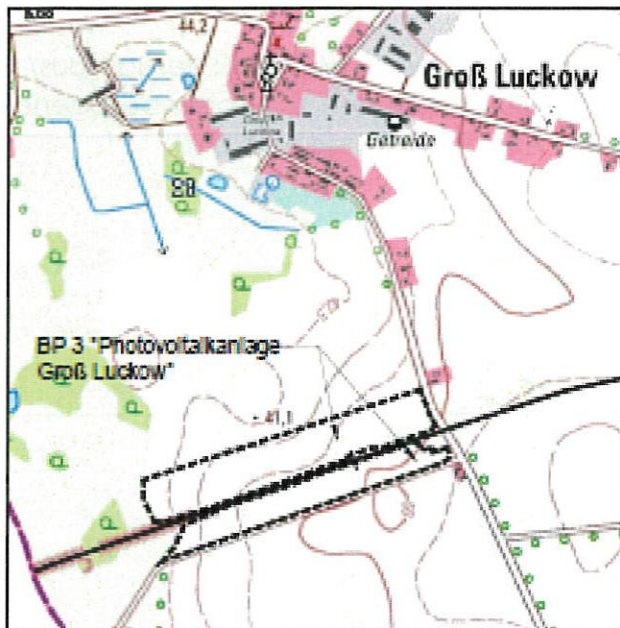 44,2
Groß Luckow
Getreide
BP 3 "Photovoltaikanlage
Groß Luckow"
41,1